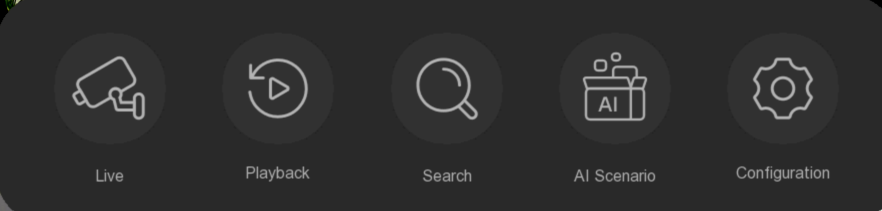 AI
Live
Playback
Search
AI Scenario
Configuration